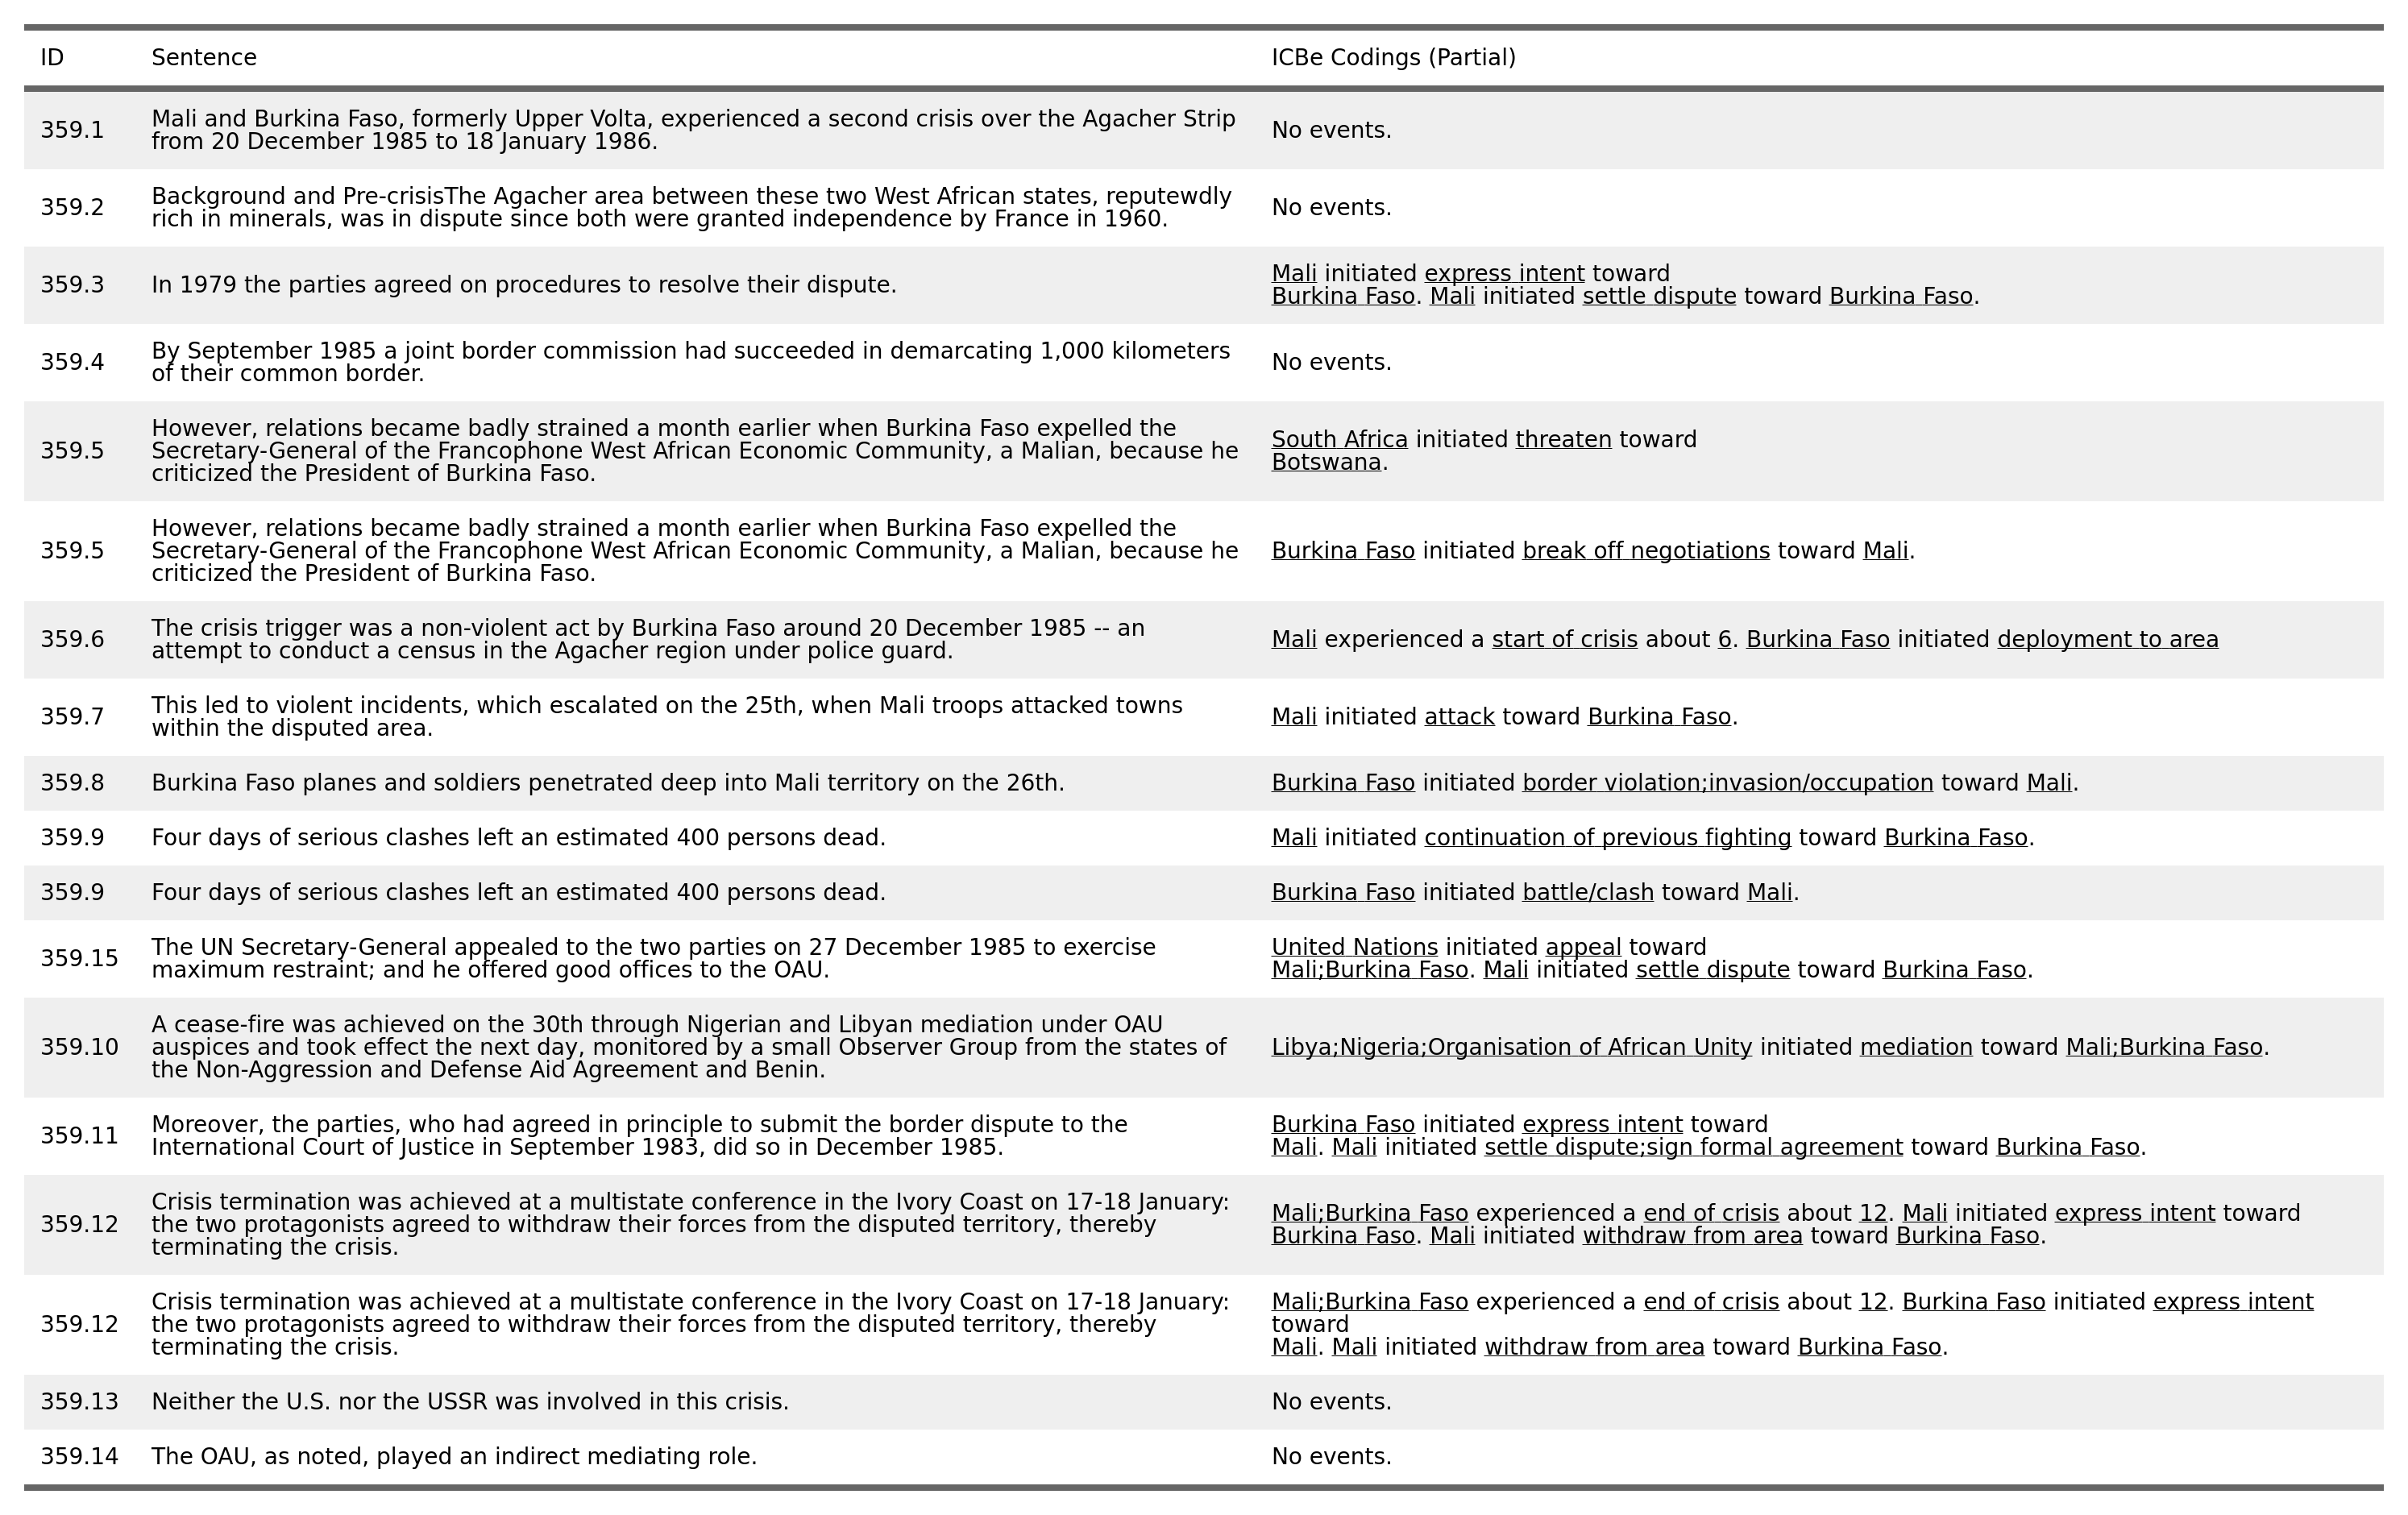 ID Sentence ICBe Codings (Partial)
359.1 Mali and Burkina Faso, formerly Upper Volta, experienced a second crisis over the Agacher Strip
from 20 December 1985 to 18 January 1986.
No events.
359.2 Background and Pre-crisisThe Agacher area between these two West African states, reputewdly
rich in minerals, was in dispute since both were granted independence by France in 1960.
No events.
359.3 In 1979 the parties agreed on procedures to resolve their dispute.
Mali initiated express intent toward
Burkina Faso. Mali initiated settle dispute toward Burkina Faso.
359.4 By September 1985 a joint border commission had succeeded in demarcating 1,000 kilometers
of their common border.
No events.
359.5 However, relations became badly strained a month earlier when Burkina Faso expelled the
Secretary-General of the Francophone West African Economic Community, a Malian, because he
criticized the President of Burkina Faso.
South Africa initiated threaten toward
Botswana.
359.5 However, relations became badly strained a month earlier when Burkina Faso expelled the
Secretary-General of the Francophone West African Economic Community, a Malian, because he
criticized the President of Burkina Faso.
Burkina Faso initiated break off negotiations toward Mali.
359.6 The crisis trigger was a non-violent act by Burkina Faso around 20 December 1985 -- an
attempt to conduct a census in the Agacher region under police guard.
Mali experienced a start of crisis about 6. Burkina Faso initiated deployment to area
359.7 This led to violent incidents, which escalated on the 25th, when Mali troops attacked towns
within the disputed area.
Mali initiated attack toward Burkina Faso.
359.8 Burkina Faso planes and soldiers penetrated deep into Mali territory on the 26th.
Burkina Faso initiated border violation;invasion/occupation toward Mali.
359.9 Four days of serious clashes left an estimated 400 persons dead.
Mali initiated continuation of previous fighting toward Burkina Faso.
359.9 Four days of serious clashes left an estimated 400 persons dead.
Burkina Faso initiated battle/clash toward Mali.
359.15 The UN Secretary-General appealed to the two parties on 27 December 1985 to exercise
maximum restraint; and he offered good offices to the OAU.
United Nations initiated appeal toward
Mali;Burkina Faso. Mali initiated settle dispute toward Burkina Faso.
359.10 A cease-fire was achieved on the 30th through Nigerian and Libyan mediation under OAU
auspices and took effect the next day, monitored by a small Observer Group from the states of
the Non-Aggression and Defense Aid Agreement and Benin.
Libya;Nigeria;Organisation of African Unity initiated mediation toward Mali;Burkina Faso.
359.11 Moreover, the parties, who had agreed in principle to submit the border dispute to the
International Court of Justice in September 1983, did so in December 1985.
Burkina Faso initiated express intent toward
Mali. Mali initiated settle dispute;sign formal agreement toward Burkina Faso.
359.12 Crisis termination was achieved at a multistate conference in the Ivory Coast on 17-18 January:
the two protagonists agreed to withdraw their forces from the disputed territory, thereby
terminating the crisis.
Mali;Burkina Faso experienced a end of crisis about 12. Mali initiated express intent toward
Burkina Faso. Mali initiated withdraw from area toward Burkina Faso.
359.12 Crisis termination was achieved at a multistate conference in the Ivory Coast on 17-18 January:
the two protagonists agreed to withdraw their forces from the disputed territory, thereby
terminating the crisis.
Mali;Burkina Faso experienced a end of crisis about 12. Burkina Faso initiated express intent
toward
Mali. Mali initiated withdraw from area toward Burkina Faso.
359.13 Neither the U.S. nor the USSR was involved in this crisis.
No events.
359.14 The OAU, as noted, played an indirect mediating role.
No events.